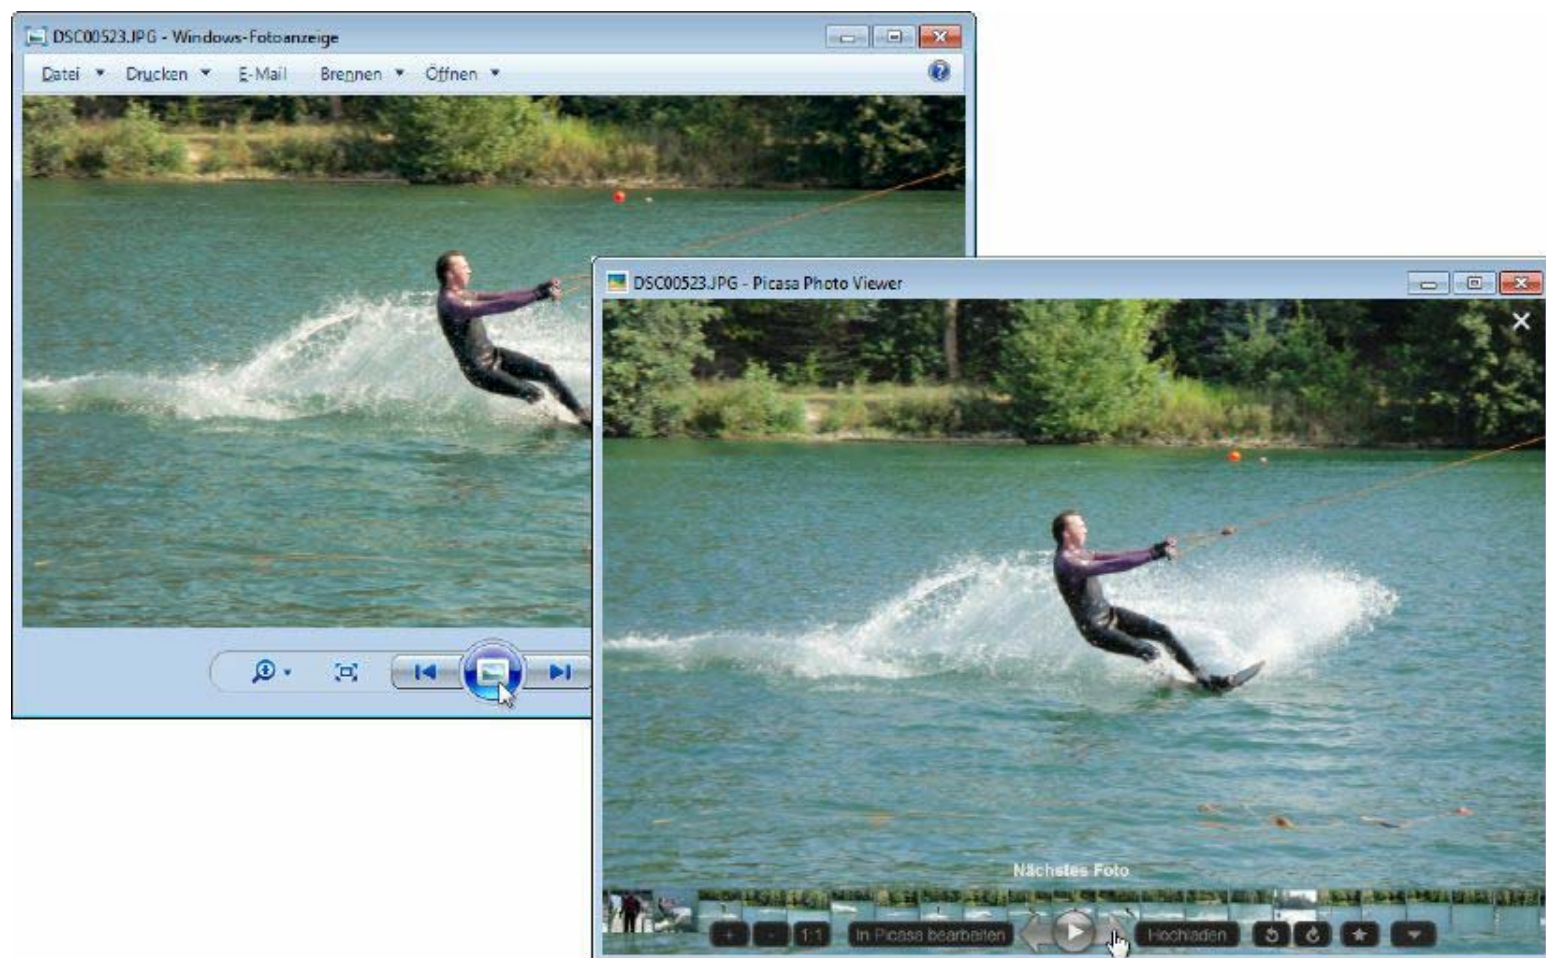 DSC00523.JPG - Windows-Fotoanzeige
Datei Drucken E-Mail Brennen Öffnen
DSC00523.JPG - Picasa Photo Viewer
Nächstes Foto
+ - 1:1 In Picasa bearbeiten Hochladen